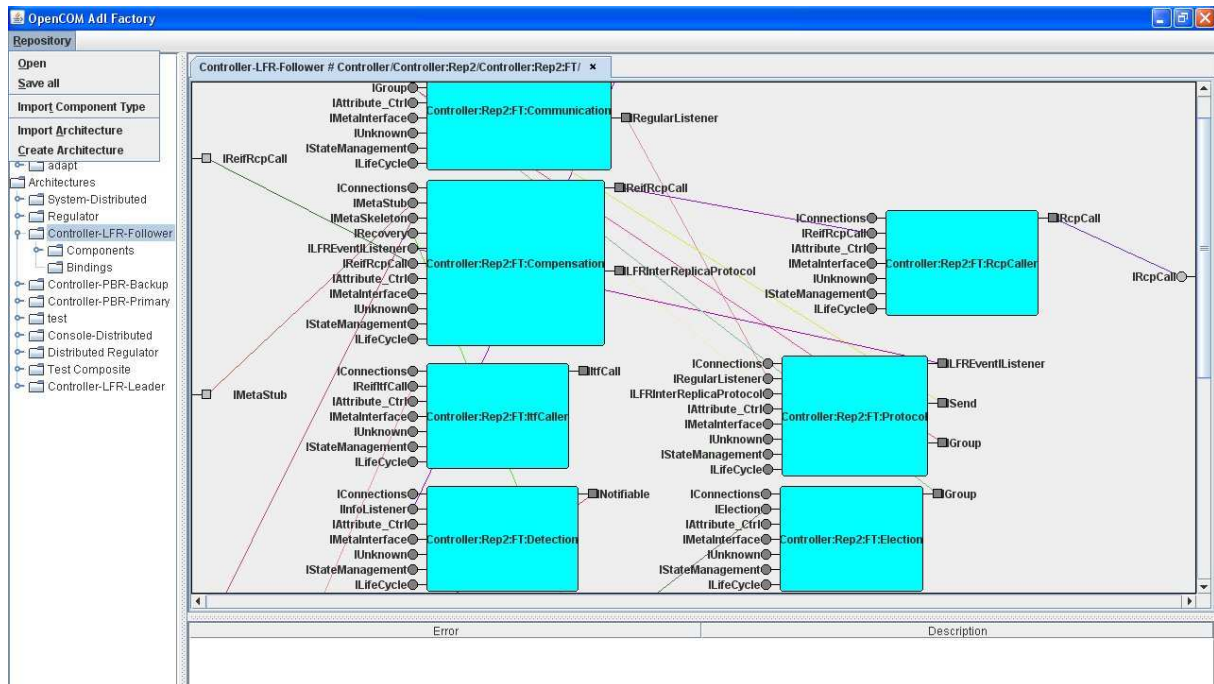 OpenCOM Adl Factory
Repository
Open
Save all
Import Component Type
Import Architecture
Create Architecture
adapt
Architectures
System-Distributed
Regulator
Controller-LFR-Follower
Components
Bindings
Controller-PBR-Backup
Controller-PBR-Primary
test
Console-Distributed
Distributed Regulator
Test Composite
Controller-LFR-Leader
Controller-LFR-Follower # Controller/Controller:Rep2/Controller:Rep2:FT/ ×
IReifRcpCall
IMetaStub
IGroup
IAttribute_Ctrl
IMetaInterface
IUnknown
IStateManagement
ILifeCycle
Controller:Rep2:FT:Communication
IRegularListener
IConnections
IMetaStub
IMetaSkeleton
IRecovery
ILFREventIListener
IReifRcpCall
IAttribute_Ctrl
IMetaInterface
IUnknown
IStateManagement
ILifeCycle
Controller:Rep2:FT:Compensation
IReifRcpCall
ILFRInterReplicaProtocol
IConnections
IReifRcpCall
IAttribute_Ctrl
IMetaInterface
IUnknown
IStateManagement
ILifeCycle
Controller:Rep2:FT:RcpCaller
IRcpCall
IRcpCall
IConnections
IReifItfCall
IAttribute_Ctrl
IMetaInterface
IUnknown
IStateManagement
ILifeCycle
Controller:Rep2:FT:ItfCaller
IItfCall
IConnections
IRegularListener
ILFRInterReplicaProtocol
IAttribute_Ctrl
IMetaInterface
IUnknown
IStateManagement
ILifeCycle
Controller:Rep2:FT:Protocol
ILFREventIListener
ISend
IGroup
IConnections
IInfoListener
IAttribute_Ctrl
IMetaInterface
IUnknown
IStateManagement
ILifeCycle
Controller:Rep2:FT:Detection
INotifiable
IConnections
IElection
IAttribute_Ctrl
IMetaInterface
IUnknown
IStateManagement
ILifeCycle
Controller:Rep2:FT:Election
IGroup
Error
Description